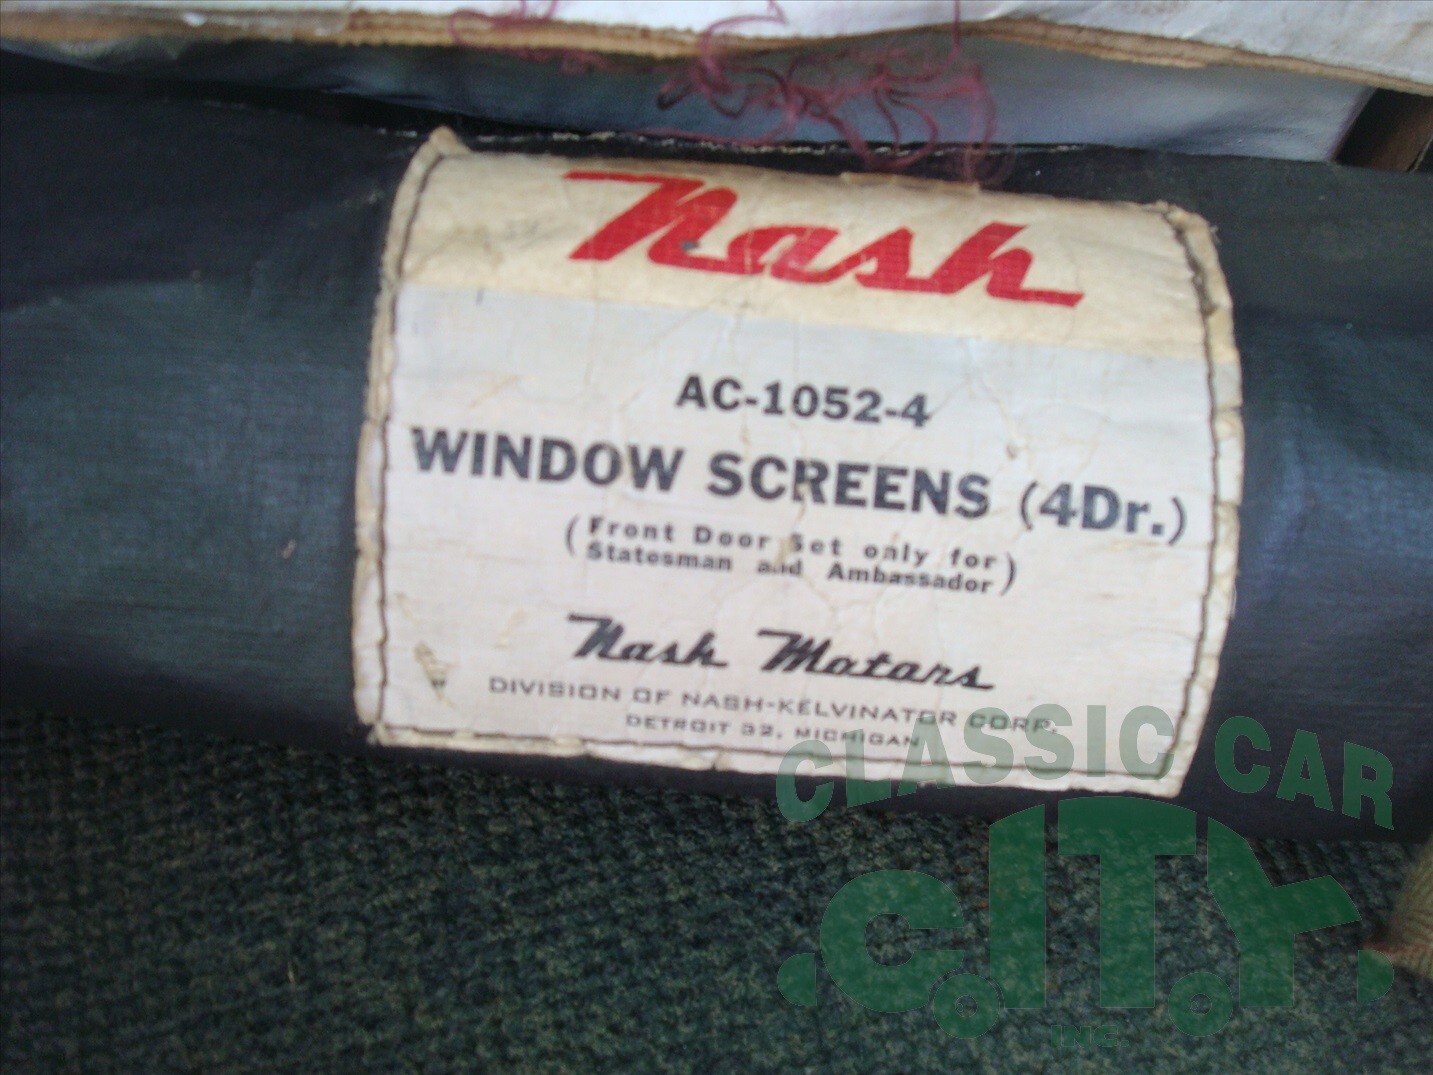 Nash
AC-1052-4
WINDOW SCREENS (4Dr.)
(Front Door Set only for
Statesman and Ambassador)
Nash Motors
DIVISION OF NASH-KELVINATOR CORP.
DETROIT 32, MICHIGAN
CLASSIC CAR
C.ITY.
INC.